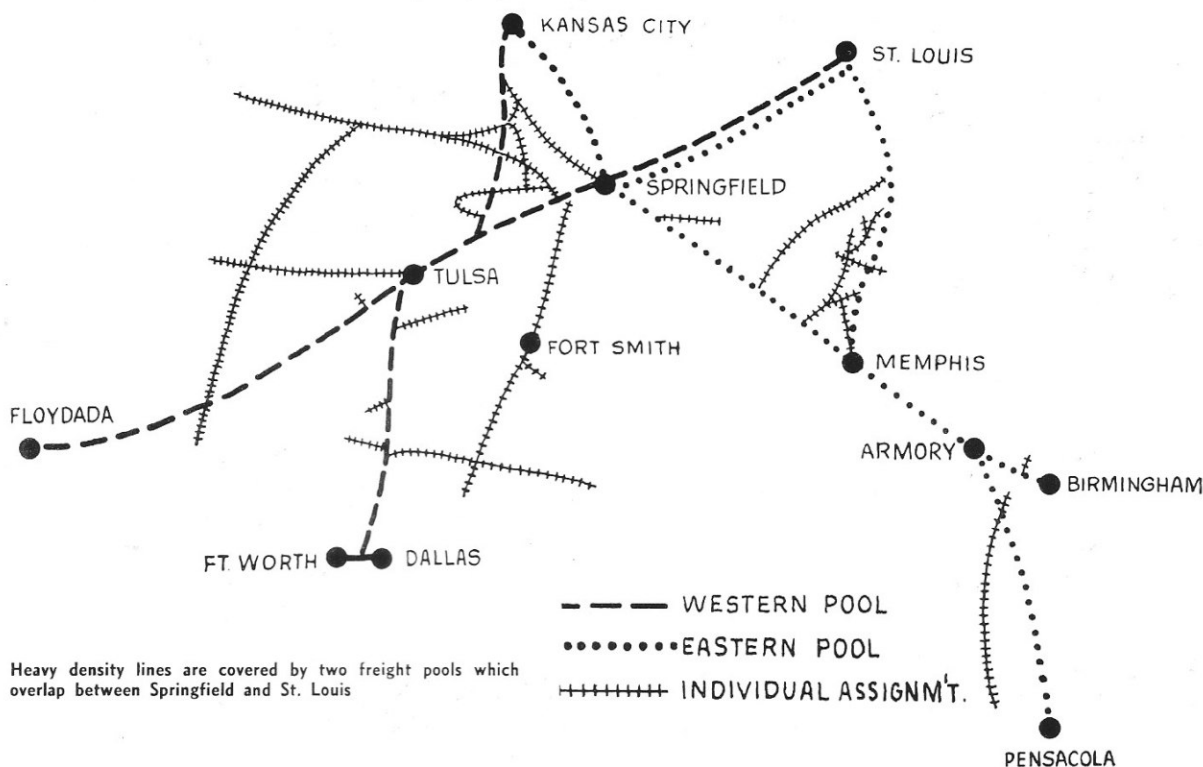 KANSAS CITY
ST. LOUIS
SPRINGFIELD
TULSA
FORT SMITH
MEMPHIS
FLOYDADA
ARMORY
BIRMINGHAM
FT. WORTH
DALLAS
WESTERN POOL
EASTERN POOL
INDIVIDUAL ASSIGNM'T.
Heavy density lines are covered by two freight pools which
overlap between Springfield and St. Louis
PENSACOLA